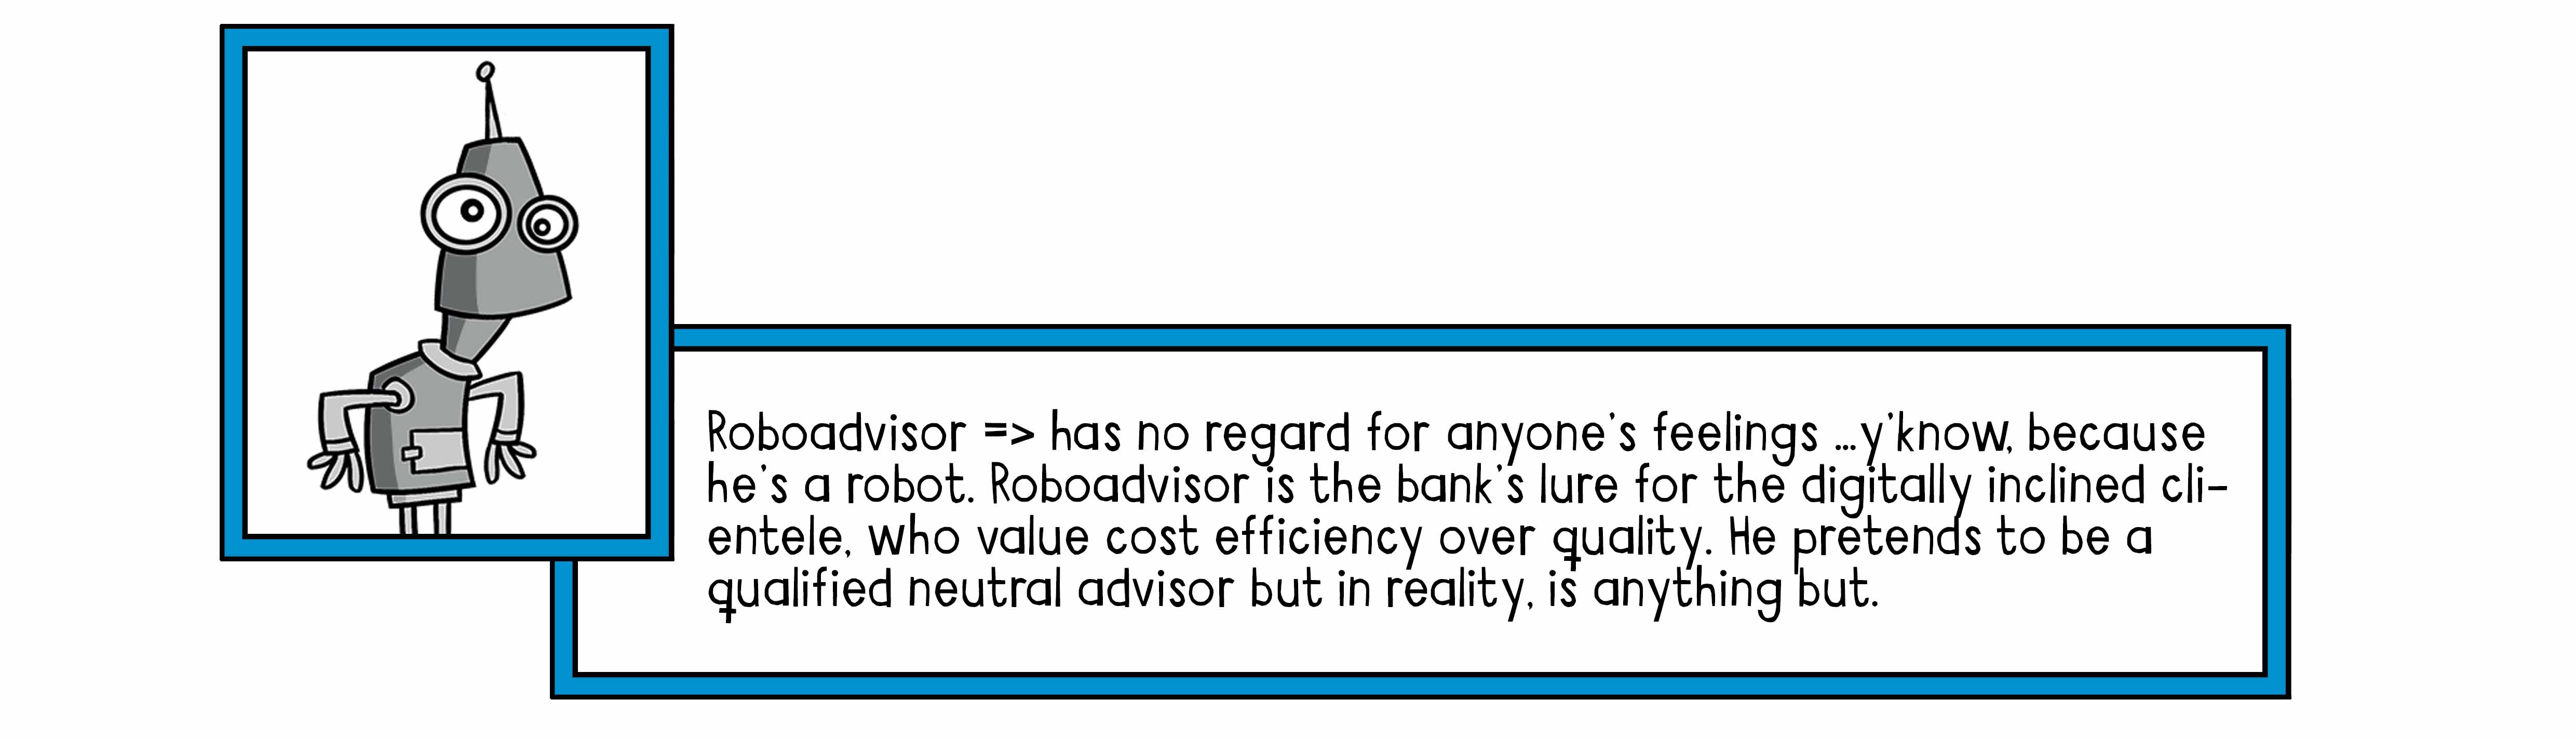 Roboadvisor => has no regard for anyone's feelings ...y'know, because
he's a robot. Roboadvisor is the bank's lure for the digitally inclined cli-
entele, who value cost efficiency over quality. He pretends to be a
qualified neutral advisor but in reality, is anything but.